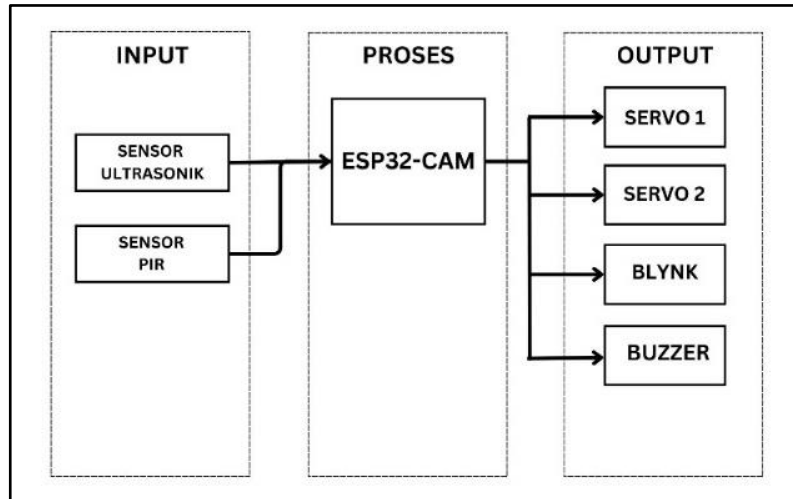 INPUT
SENSOR
ULTRASONIK
SENSOR
PIR
PROSES
ESP32-CAM
OUTPUT
SERVO 1
SERVO 2
BLYNK
BUZZER